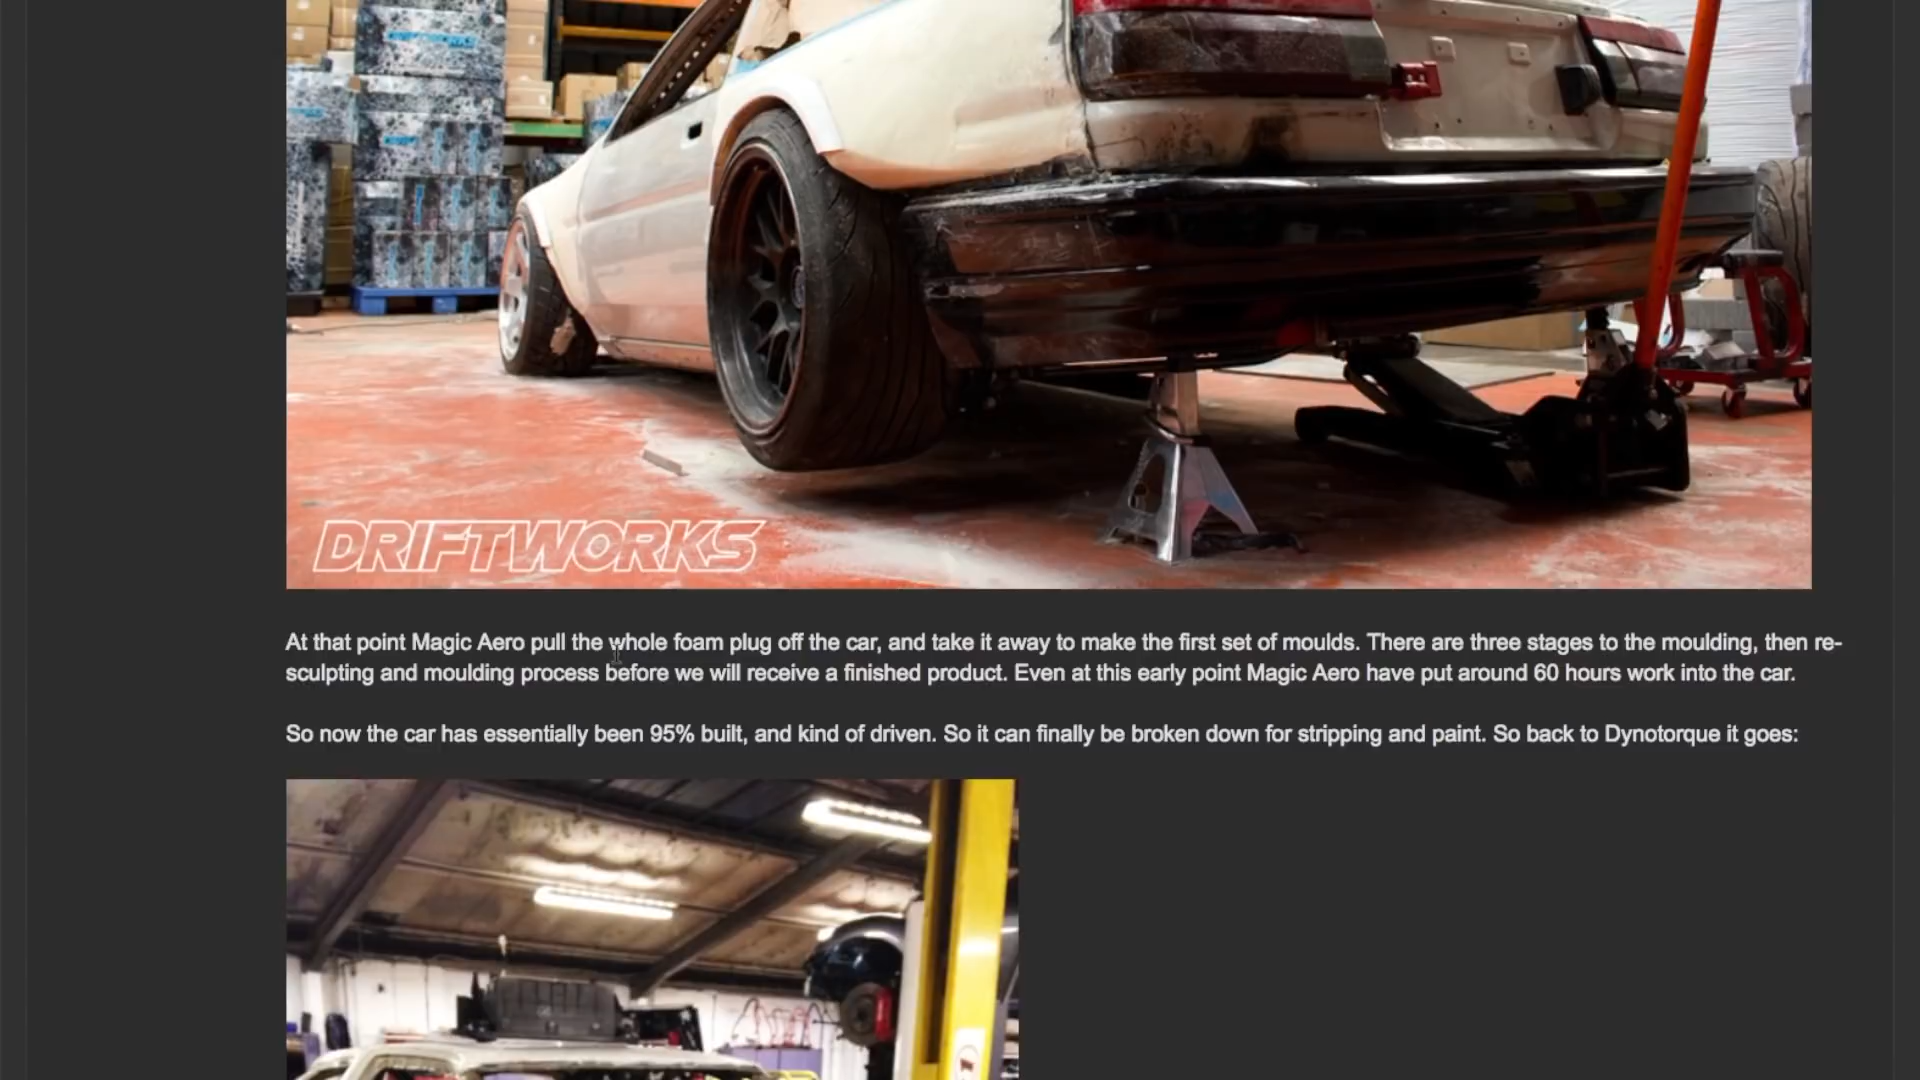 DRIFTWORKS
At that point Magic Aero pull the whole foam plug off the car, and take it away to make the first set of moulds. There are three stages to the moulding, then re-
sculpting and moulding process before we will receive a finished product. Even at this early point Magic Aero have put around 60 hours work into the car.
So now the car has essentially been 95% built, and kind of driven. So it can finally be broken down for stripping and paint. So back to Dynotorque it goes: